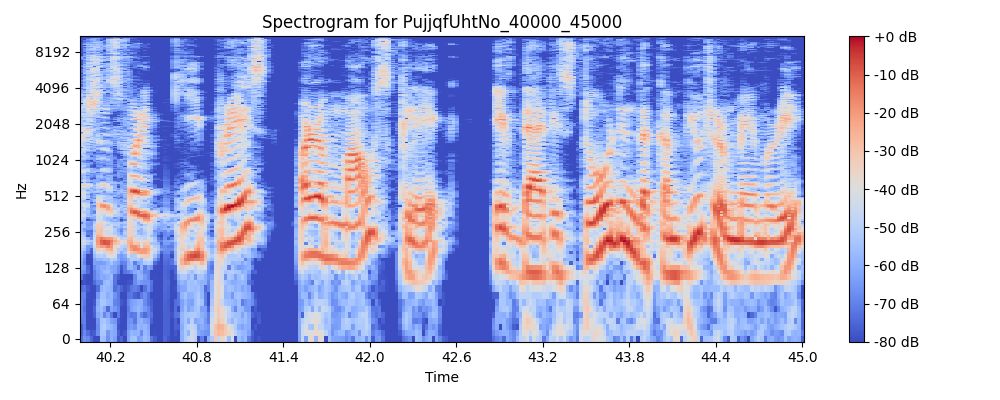 Spectrogram for PujjqfUhtNo_40000_45000
8192
4096
2048
1024
512
256
128
64
0
Hz
40.2 40.8 41.4 42.0 42.6 43.2 43.8 44.4 45.0
Time
+0 dB
-10 dB
-20 dB
-30 dB
-40 dB
-50 dB
-60 dB
-70 dB
-80 dB